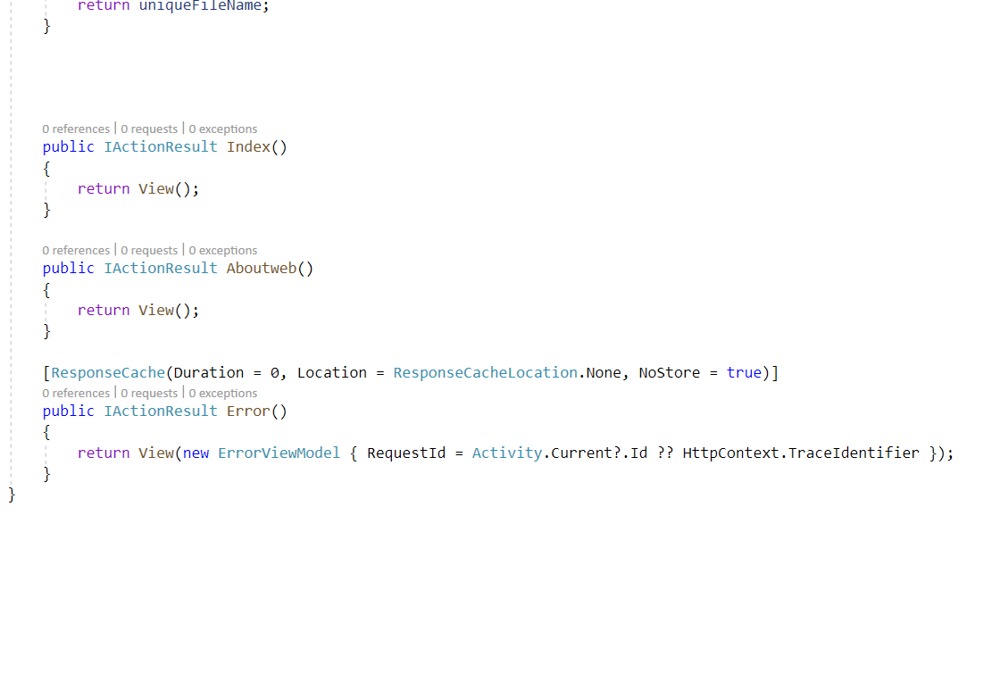 return uniqueFileName;
}
0 references | 0 requests | 0 exceptions
public IActionResult Index()
{
return View();
}
0 references | 0 requests | 0 exceptions
public IActionResult Aboutweb()
{
return View();
}
[ResponseCache(Duration = 0, Location = ResponseCacheLocation.None, NoStore = true)]
0 references | 0 requests | 0 exceptions
public IActionResult Error()
{
return View(new ErrorViewModel { RequestId = Activity.Current?.Id ?? HttpContext.TraceIdentifier });
}
}